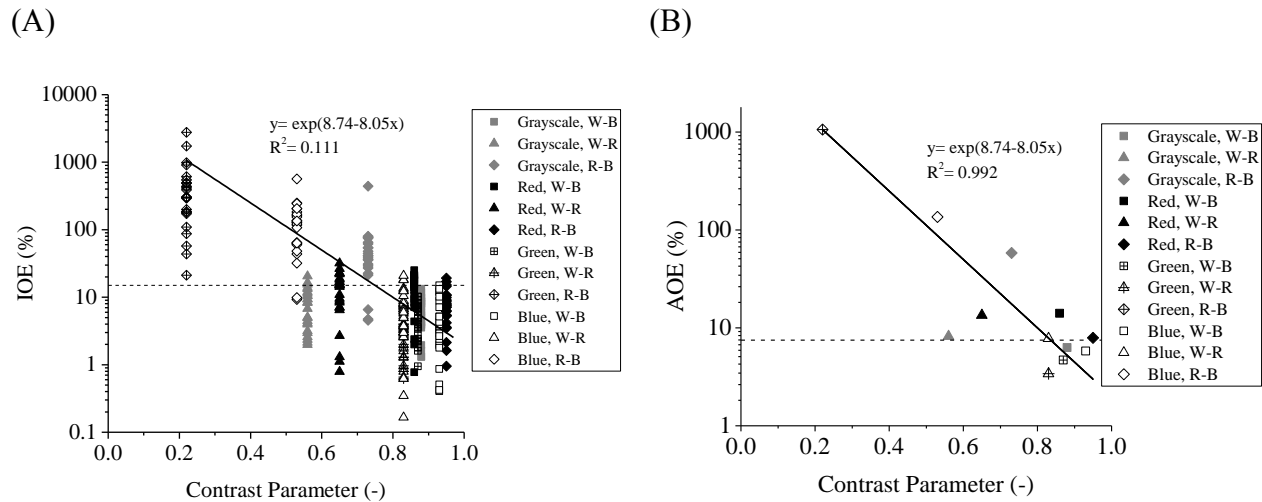 (A)
IOE (%)
10000
1000
100
10
1
0.1
0.0
0.2
0.4
0.6
0.8
1.0
Contrast Parameter (-)
y= exp(8.74-8.05x)
R²= 0.111
Grayscale, W-B
Grayscale, W-R
Grayscale, R-B
Red, W-B
Red, W-R
Red, R-B
Green, W-B
Green, W-R
Green, R-B
Blue, W-B
Blue, W-R
Blue, R-B
(B)
AOE (%)
1000
100
10
1
0.0
0.2
0.4
0.6
0.8
1.0
Contrast Parameter (-)
y= exp(8.74-8.05x)
R²= 0.992
Grayscale, W-B
Grayscale, W-R
Grayscale, R-B
Red, W-B
Red, W-R
Red, R-B
Green, W-B
Green, W-R
Green, R-B
Blue, W-B
Blue, W-R
Blue, R-B